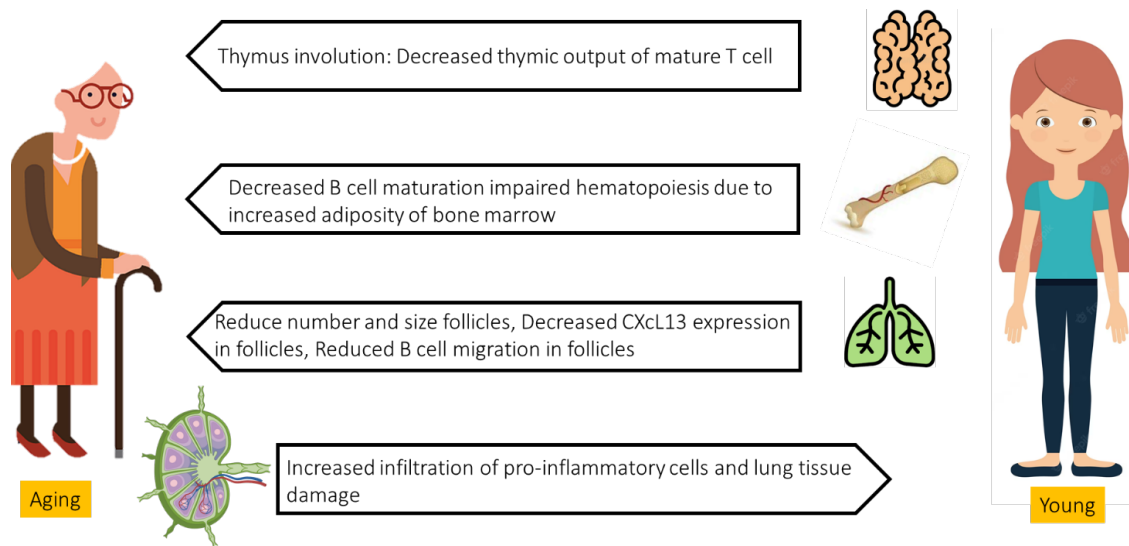 Thymus involution: Decreased thymic output of mature T cell
Decreased B cell maturation impaired hematopoiesis due to
increased adiposity of bone marrow
Reduce number and size follicles, Decreased CXcL13 expression
in follicles, Reduced B cell migration in follicles
Increased infiltration of pro-inflammatory cells and lung tissue
damage
Aging
Young